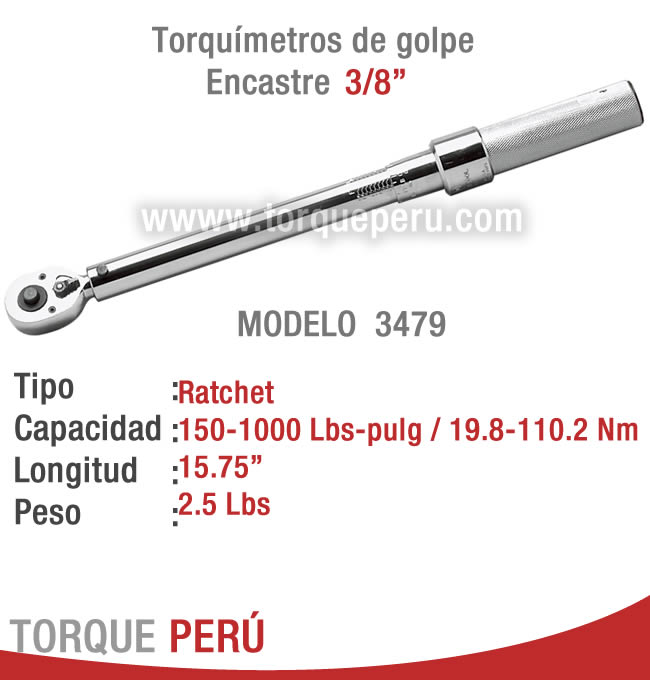 Torquímetros de golpe
Encastre 3/8”
www.torqueperu.com
MODELO 3479
Tipo : Ratchet
Capacidad : 150-1000 Lbs-pulg / 19.8-110.2 Nm
Longitud : 15.75”
Peso : 2.5 Lbs
TORQUE PERÚ